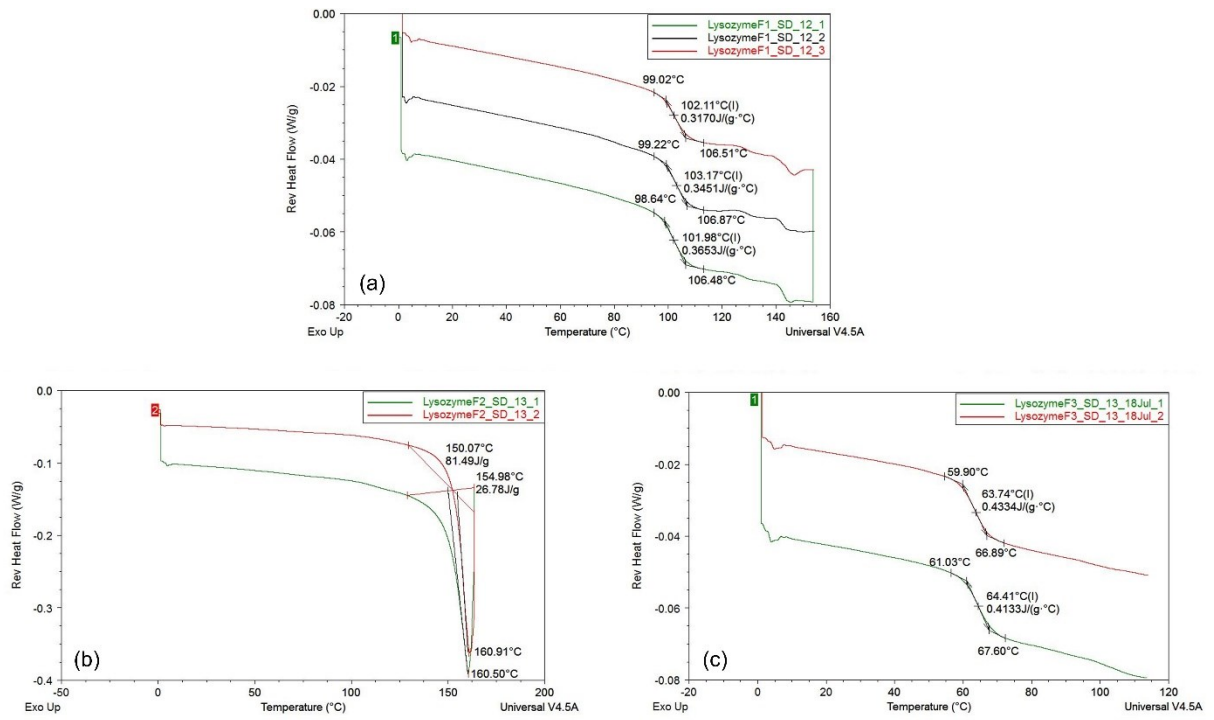 0.00
-0.02
-0.04
-0.06
-0.08
Rev Heat Flow (W/g)
1
LysozymeF1_SD_12_1
LysozymeF1_SD_12_2
LysozymeF1_SD_12_3
99.02°C
102.11°C(I)
0.3170J/(g·°C)
106.51°C
99.22°C
103.17°C(I)
0.3451J/(g·°C)
106.87°C
98.64°C
101.98°C(I)
0.3653J/(g·°C)
106.48°C
(a)
-20 0 20 40 60 80 100 120 140 160
Exo Up Temperature (°C) Universal V4.5A
0.0
-0.1
-0.2
-0.3
-0.4
Rev Heat Flow (W/g)
2
LysozymeF2_SD_13_1
LysozymeF2_SD_13_2
150.07°C
81.49J/g
154.98°C
26.78J/g
160.91°C
160.50°C
(b)
-50 0 50 100 150 200
Exo Up Temperature (°C) Universal V4.5A
0.00
-0.02
-0.04
-0.06
-0.08
Rev Heat Flow (W/g)
1
LysozymeF3_SD_13_18Jul_1
LysozymeF3_SD_13_18Jul_2
59.90°C
63.74°C(I)
0.4334J/(g·°C)
66.89°C
61.03°C
64.41°C(I)
0.4133J/(g·°C)
67.60°C
(c)
-20 0 20 40 60 80 100 120
Exo Up Temperature (°C) Universal V4.5A